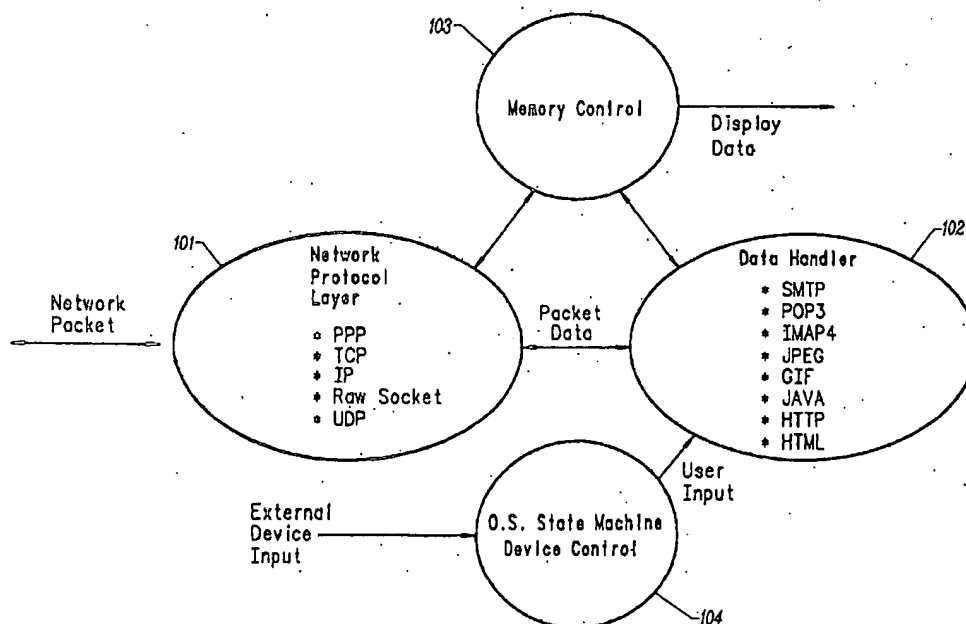 103
Memory Control
Display
Data
101
Network
Protocol
Layer
* PPP
* TCP
* IP
* Raw Socket
* UDP
Network
Packet
Packet
Data
102
Data Handler
* SMTP
* POP3
* IMAP4
* JPEG
* GIF
* JAVA
* HTTP
* HTML
User
Input
External
Device
Input
O.S. State Machine
Device Control
104